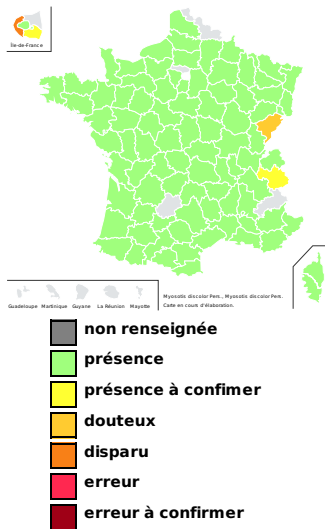 Île-de-France
Guadeloupe Martinique Guyane La Réunion Mayotte
Myosotis discolor Pers., Myosotis discolor Pers.
Carte en cours d'élaboration.
non renseignée
présence
présence à confimer
douteux
disparu
erreur
erreur à confirmer